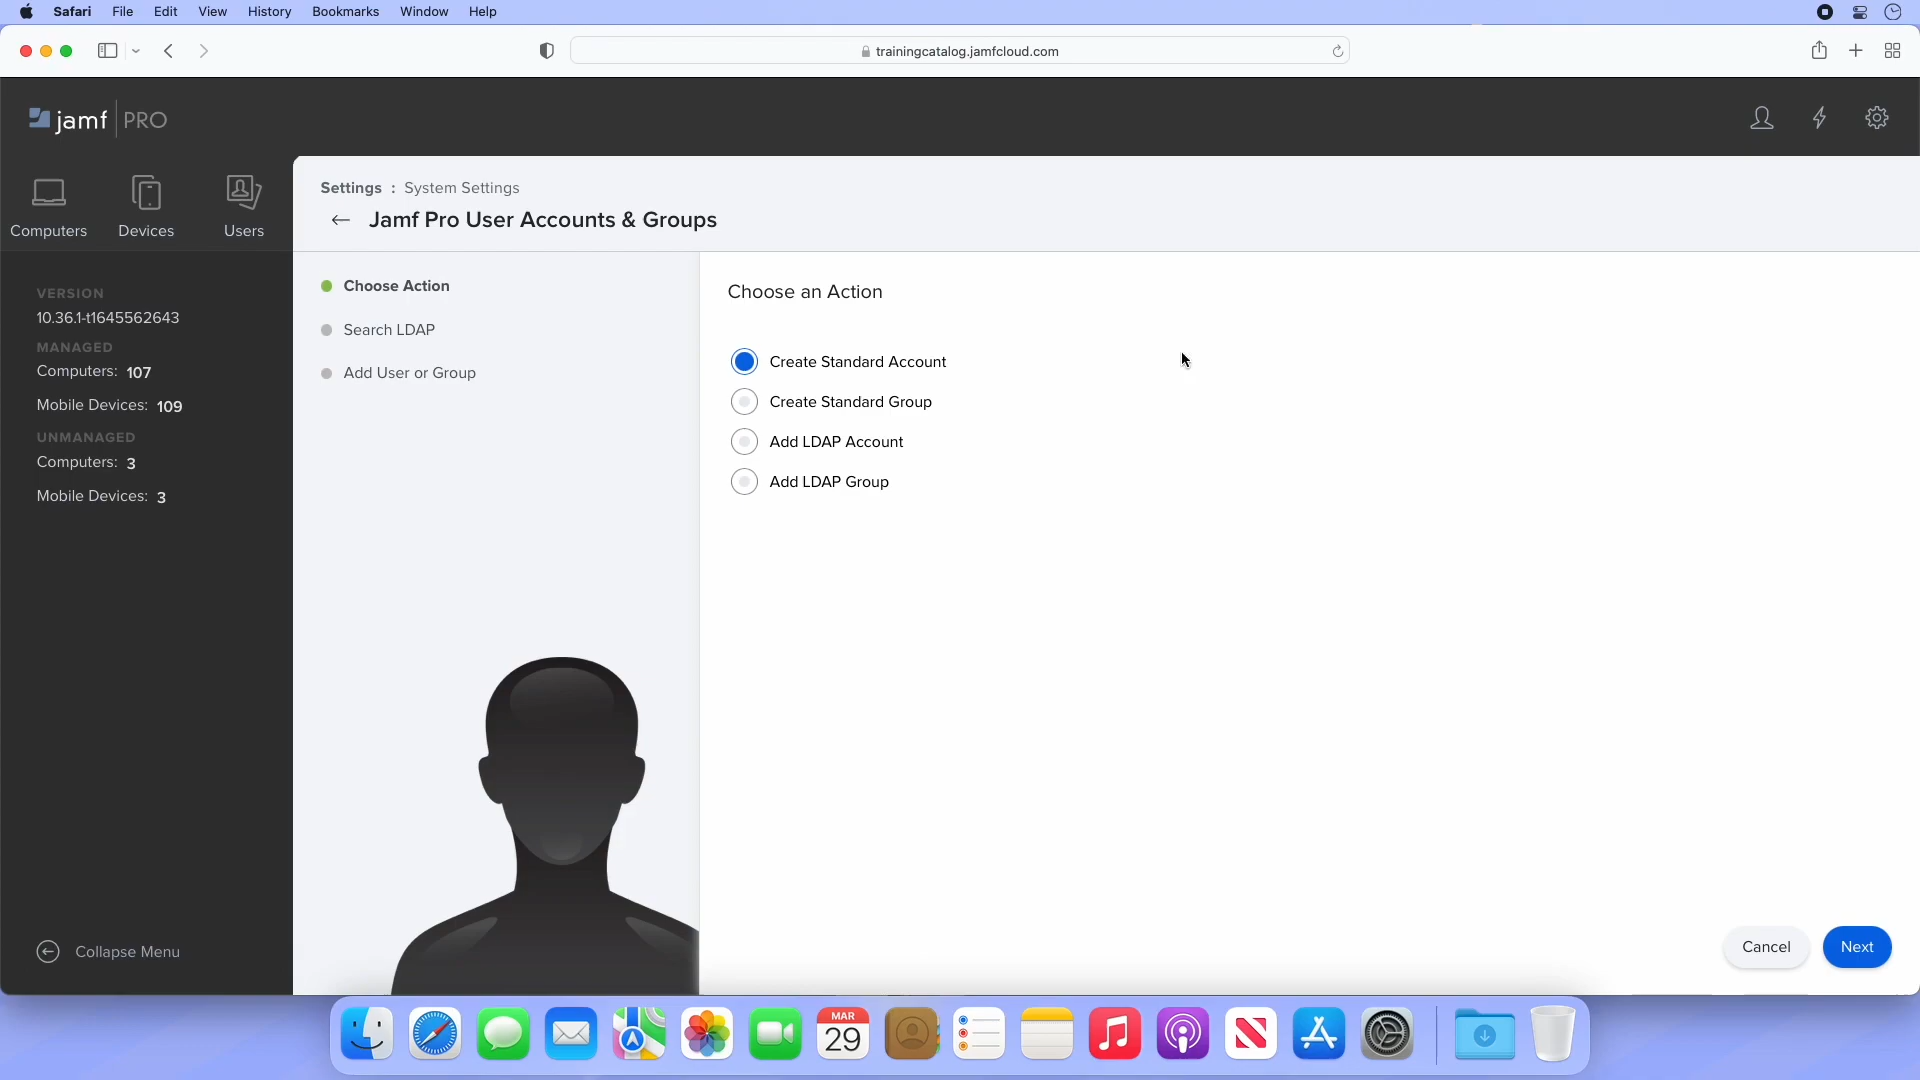 Safari File Edit View History Bookmarks Window Help
trainingcatalog.jamfcloud.com
jamf PRO
Computers Devices Users
Settings : System Settings
Jamf Pro User Accounts & Groups
VERSION
10.36.1-t1645562643
MANAGED
Computers: 107
Mobile Devices: 109
UNMANAGED
Computers: 3
Mobile Devices: 3
Collapse Menu
Choose Action
Search LDAP
Add User or Group
Choose an Action
Create Standard Account
Create Standard Group
Add LDAP Account
Add LDAP Group
Cancel Next
MAR
29